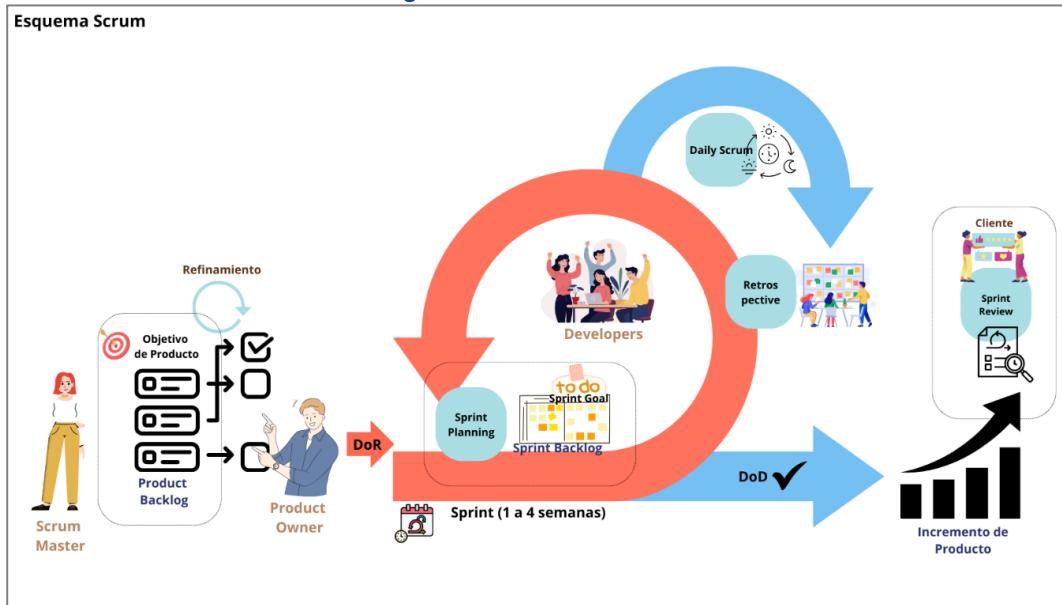 Esquema Scrum
Daily Scrum
Cliente
Sprint
Review
Refinamiento
Retros
pective
Objetivo
de Producto
Developers
to do
Sprint Goal
Sprint
Planning
Sprint Backlog
DoR
Product
Backlog
DoD
Scrum
Master
Product
Owner
Sprint (1 a 4 semanas)
Incremento de
Producto